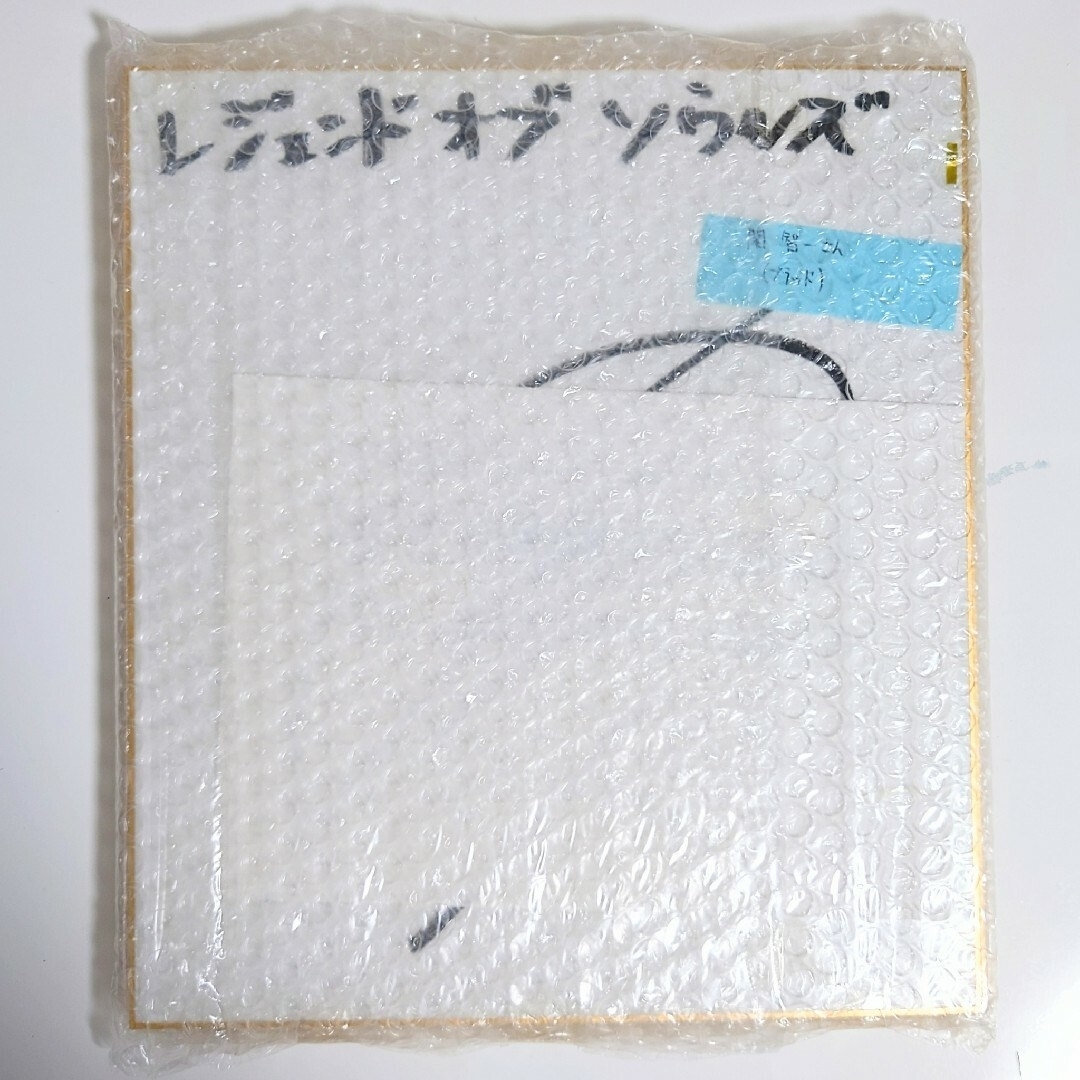 レジェンド オブ ソウルズ
関 智一さん
(ブラッド)